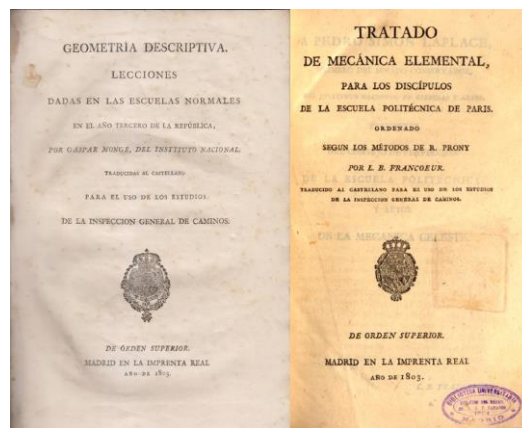 GEOMETRÍA DESCRIPTIVA.
LECCIONES
DADAS EN LAS ESCUELAS NORMALES
EN EL AÑO TERCERO DE LA REPÚBLICA,
POR GASPAR MONGE, DEL INSTITUTO NACIONAL.
TRADUCIDAS AL CASTELLANO
PARA EL USO DE LOS ESTUDIOS
DE LA INSPECCION GENERAL DE CAMINOS.
DE ORDEN SUPERIOR.
MADRID EN LA IMPRENTA REAL
AÑO DE 1803.
TRATADO
DE MECÁNICA ELEMENTAL,
PARA LOS DISCÍPULOS
DE LA ESCUELA POLITÉCNICA DE PARIS.
ORDENADO
SEGUN LOS MÉTODOS DE R. PRONY
POR L. B. FRANCOEUR.
TRADUCIDO AL CASTELLANO PARA EL USO DE LOS ESTUDIOS
DE LA INSPECCION GENERAL DE CAMINOS.
DE ORDEN SUPERIOR.
MADRID EN LA IMPRENTA REAL
AÑO DE 1803.
BIBLIOTECA UNIVERSITARIA